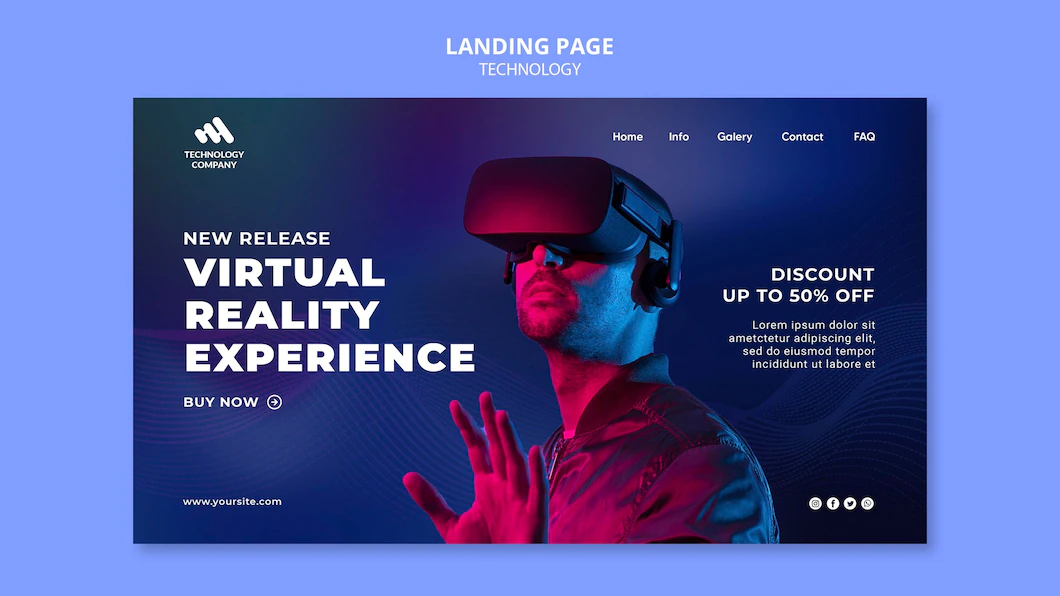 LANDING PAGE
TECHNOLOGY
TECHNOLOGY
COMPANY
Home Info Galery Contact FAQ
NEW RELEASE
VIRTUAL
REALITY
EXPERIENCE
BUY NOW
DISCOUNT
UP TO 50% OFF
Lorem ipsum dolor sit
ametctetur adipiscing elit,
sed do eiusmod tempor
incididunt ut labore et
www.yoursite.com